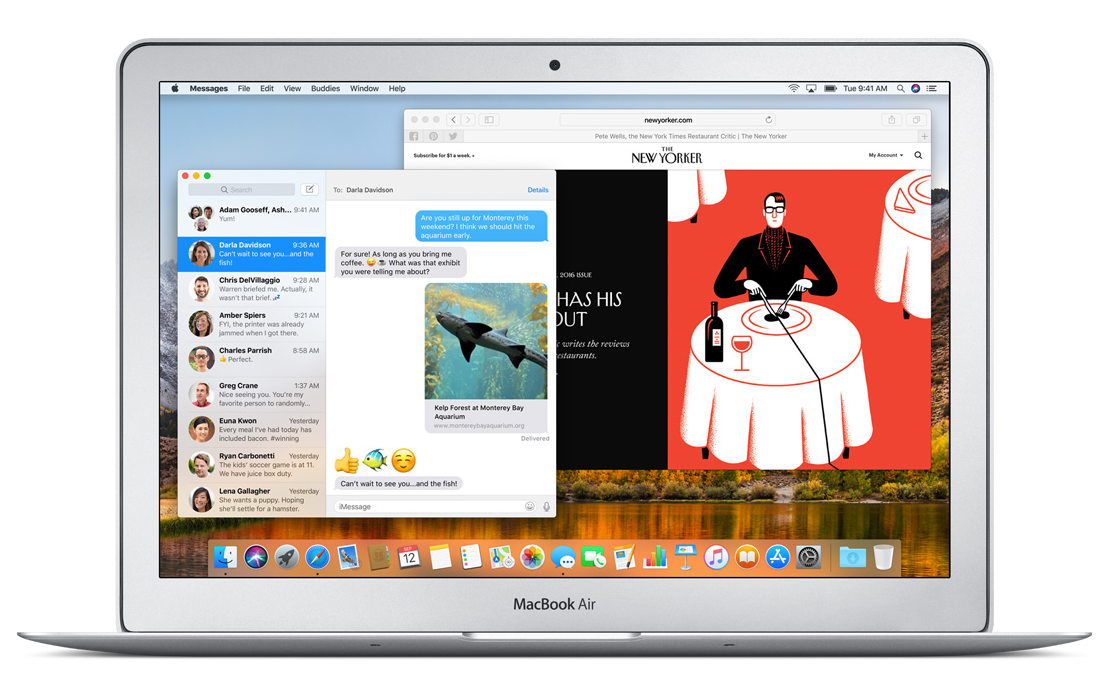 Messages File Edit View Buddies Window Help
Tue 9:41 AM
newyorker.com
Pete Wells, the New York Times Restaurant Critic | The New Yorker
Subscribe for $1 a week. »
THE
NEW YORKER
My Account
2016 ISSUE
HAS HIS
OUT
writes the reviews
restaurants.
Search
Adam Gooseff, Ash... 9:41 AM
Yum!
Darla Davidson 9:36 AM
Can't wait to see you...and the
fish!
Chris DelVillaggio 9:28 AM
Warren briefed me. Actually, it
wasn't that brief. 💤
Amber Spiers 9:21 AM
FYI, the printer was already
jammed when I got there.
Charles Parrish 8:58 AM
👍 Perfect.
Greg Crane 1:37 AM
Nice seeing you. You're my
favorite person to randomly...
Euna Kwon Yesterday
Every meal I've had today has
included bacon. #winning
Ryan Carbonetti Yesterday
The kids' soccer game is at 11.
We have juice box duty.
Lena Gallagher Yesterday
She wants a puppy. Hoping
she'll settle for a hamster.
To: Darla Davidson Details
Are you still up for Monterey this
weekend? I think we should hit the
aquarium early.
For sure! As long as you bring me
coffee. 😜 ☕ What was that exhibit
you were telling me about?
Kelp Forest at Monterey Bay
Aquarium
www.montereybayaquarium.org
Delivered
👍🐠☺️
Can't wait to see you...and the fish!
iMessage
12
MacBook Air